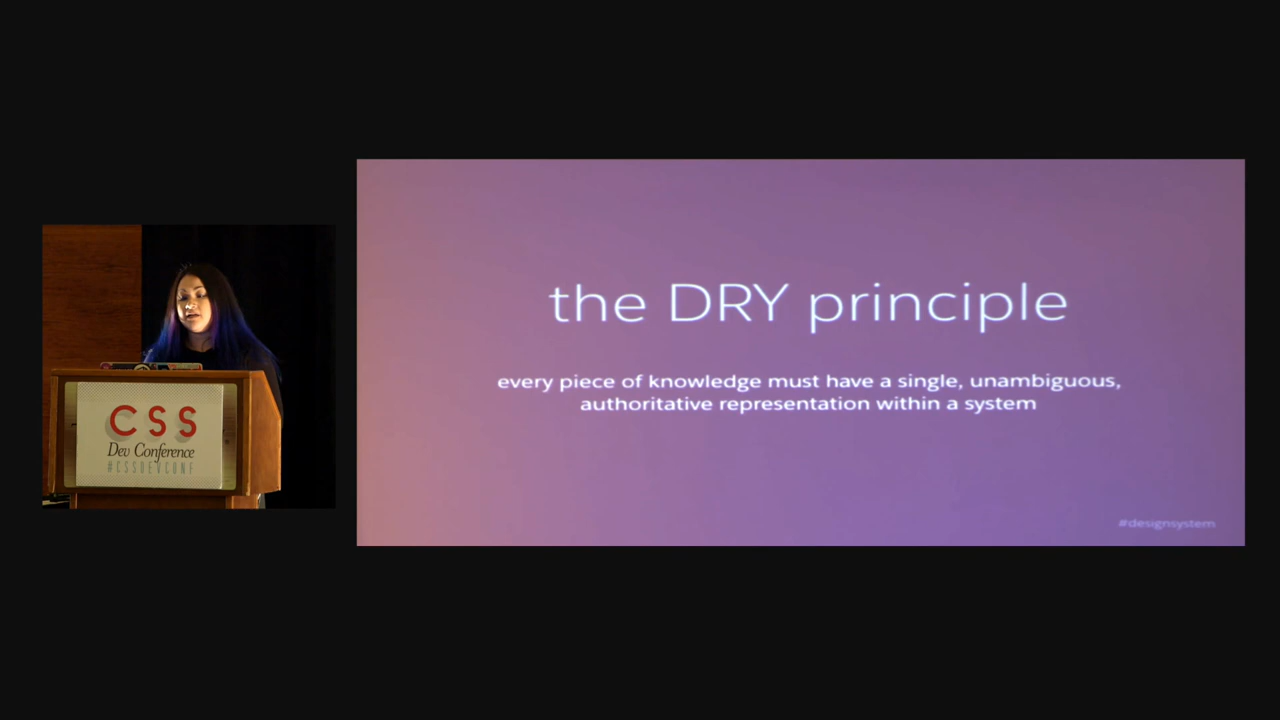 CSS
Dev Conference
#CSSDEVCONF
the DRY principle
every piece of knowledge must have a single, unambiguous,
authoritative representation within a system
#designsystem